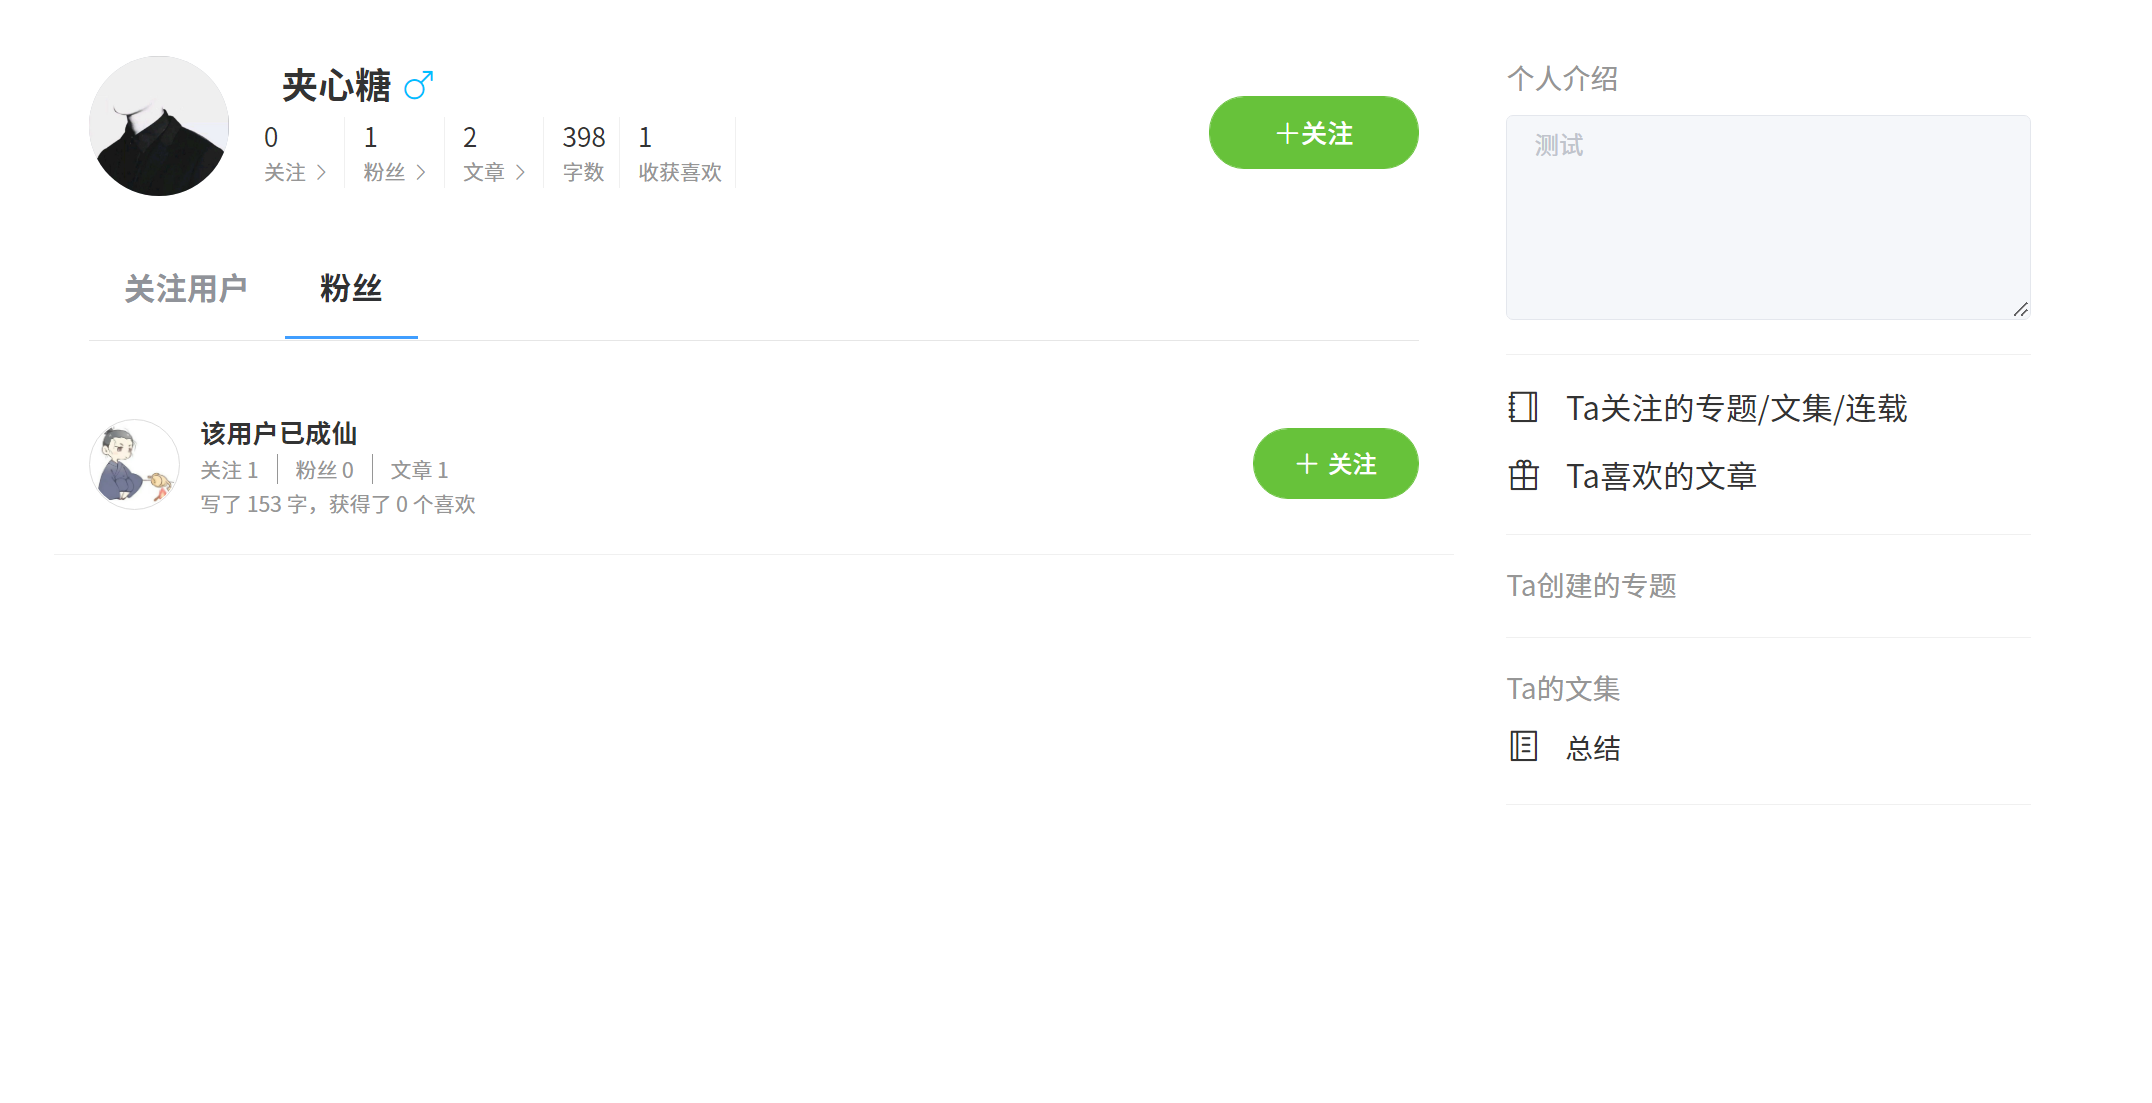 夹心糖
0 1 2 398 1
关注 粉丝 文章 字数 收获喜欢
+关注
关注用户 粉丝
该用户已成仙
关注 1 粉丝 0 文章 1
写了 153 字，获得了 0 个喜欢
+ 关注
个人介绍
测试
Ta关注的专题/文集/连载
Ta喜欢的文章
Ta创建的专题
Ta的文集
总结